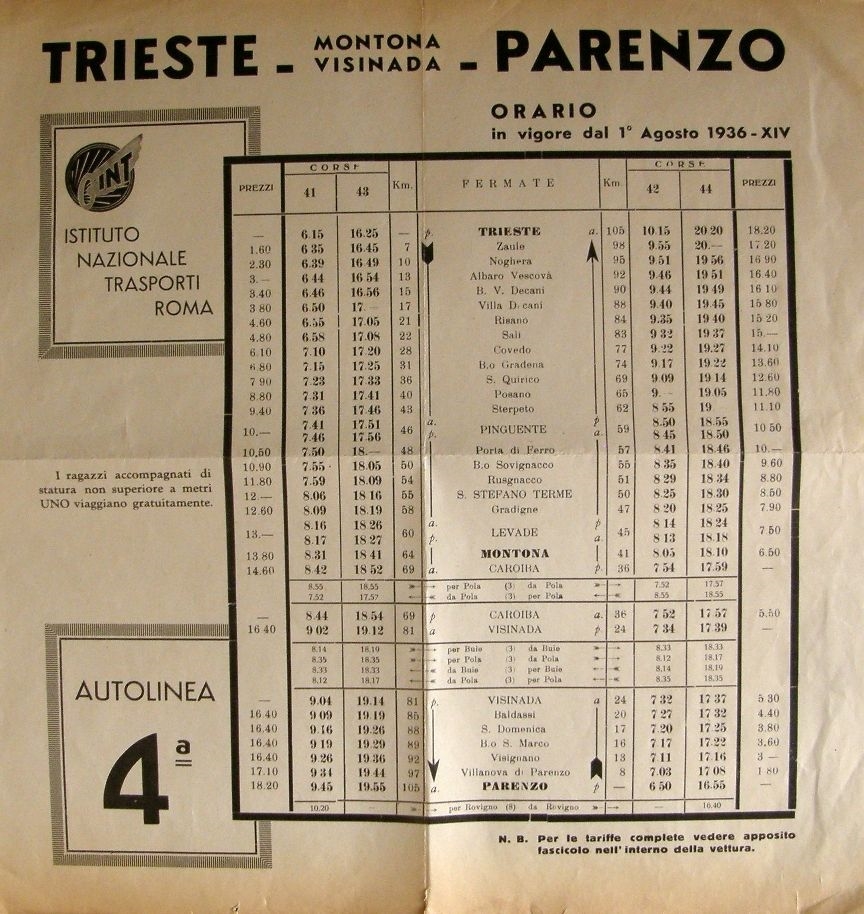 TRIESTE - MONTONA VISINADA - PARENZO
ORARIO
in vigore dal 1° Agosto 1936 - XIV
INT
ISTITUTO
NAZIONALE
TRASPORTI
ROMA
I ragazzi accompagnati di
statura non superiore a metri
UNO viaggiano gratuitamente.
AUTOLINEA
4ª
PREZZI CORSE 41 43 Km. FERMATE Km. CORSE 42 44 PREZZI
— 6.15 16.25 — p. TRIESTE a. 105 10.15 20 20 18.20
1.60 6 35 16.45 7 Zaule 98 9.55 20.— 17 20
2.30 6.39 16.49 10 Noghera 95 9.51 19 56 16 90
3.— 6 44 16 54 13 Albaro Vescovà 92 9.46 19 51 16.40
3.40 6.46 16.56 15 B. V. Decani 90 9.44 19 49 16 10
3 80 6.50 17.— 17 Villa Decani 88 9.40 19.45 15 80
4.60 6.55 17.05 21 Risano 84 9.35 19 40 15 20
4.80 6.58 17.08 22 Sali 83 9 32 19 37 15.—
6.10 7.10 17.20 28 Covedo 77 9.22 19.27 14.10
6.80 7.15 17.25 31 B.o Gradena 74 9.17 19.22 13.60
7 90 7.23 17.33 36 S. Quirico 69 9.09 19 14 12.60
8.80 7.31 17.41 40 Posano 65 9.— 19.05 11.80
9.40 7 36 17.46 43 Sterpeto 62 8 55 19 11.10
7.41 17.51 a. p 8.50 18.55
10.— 46 PINGUENTE 59 10 50
7.46 17.56 p. a. 8 45 18.50
10,50 7.50 18.— 48 Porta di Ferro 57 8.41 18.46 10.—
10.90 7.55 18.05 50 B.o Sovignacco 55 8 35 18.40 9.60
11.80 7.59 18.09 54 Rusgnacco 51 8 29 18 34 8.80
12.— 8.06 18 16 55 S. STEFANO TERME 50 8.25 18.30 8.50
12.60 8.09 18.19 58 Gradigne 47 8 20 18.25 7.90
8.16 18 26 a. p 8 14 18 24
13.— 60 LEVADE 45 7 50
8.17 18 27 p. a. 8 13 18.18
13.80 8.31 18 41 64 MONTONA 41 8 05 18.10 6.50
14.60 8 42 18 52 69 a. CAROIBA p. 36 7 54 17.59 —
8.55 18.55 per Pola (3) da Pola 7.52 17.57
7.52 17.57 da Pola (3) per Pola 8.55 18.55
— 8.44 18 54 69 p CAROIBA a. 36 7 52 17.57 5.50
16 40 9 02 19.12 81 a VISINADA p. 24 7 34 17.39 —
8.14 18.19 per Buie (3) da Buie 8.33 18.33
8.35 18.35 per Pola (3) da Pola 8.12 18.17
8.33 18.33 da Buie (3) per Buie 8.14 18.19
8.12 18.17 da Pola (3) per Pola 8.35 18.35
— 9.04 19.14 81 p. VISINADA a 24 7 32 17 37 5 30
16.40 9 09 19.19 85 Baldassi 20 7 27 17 32 4.40
16.40 9 16 19.26 88 S. Domenica 17 7.20 17.25 3.80
16.40 9 19 19.29 89 B.o S. Marco 16 7 17 17.22 3.60
16.40 9.26 19 36 92 Visignano 13 7 11 17.16 3 —
17.10 9 34 19.44 97 Villanova di Parenzo 8 7.03 17 08 1 80
18.20 9.45 19.55 105 a. PARENZO p — 6 50 16.55 —
10.20 — per Rovigno (8) da Rovigno — 16.40
N. B. Per le tariffe complete vedere apposito
fascicolo nell'interno della vettura.